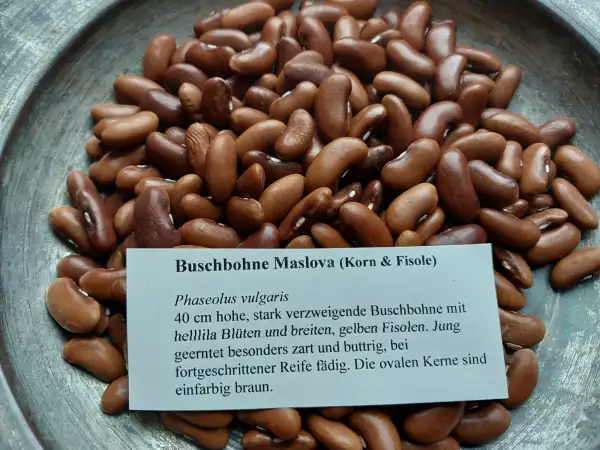 Buschbohne Maslova (Korn & Fisole)
Phaseolus vulgaris
40 cm hohe, stark verzweigende Buschbohne mit
helllila Blüten und breiten, gelben Fisolen. Jung
geerntet besonders zart und buttrig, bei
fortgeschrittener Reife fädig. Die ovalen Kerne sind
einfarbig braun.